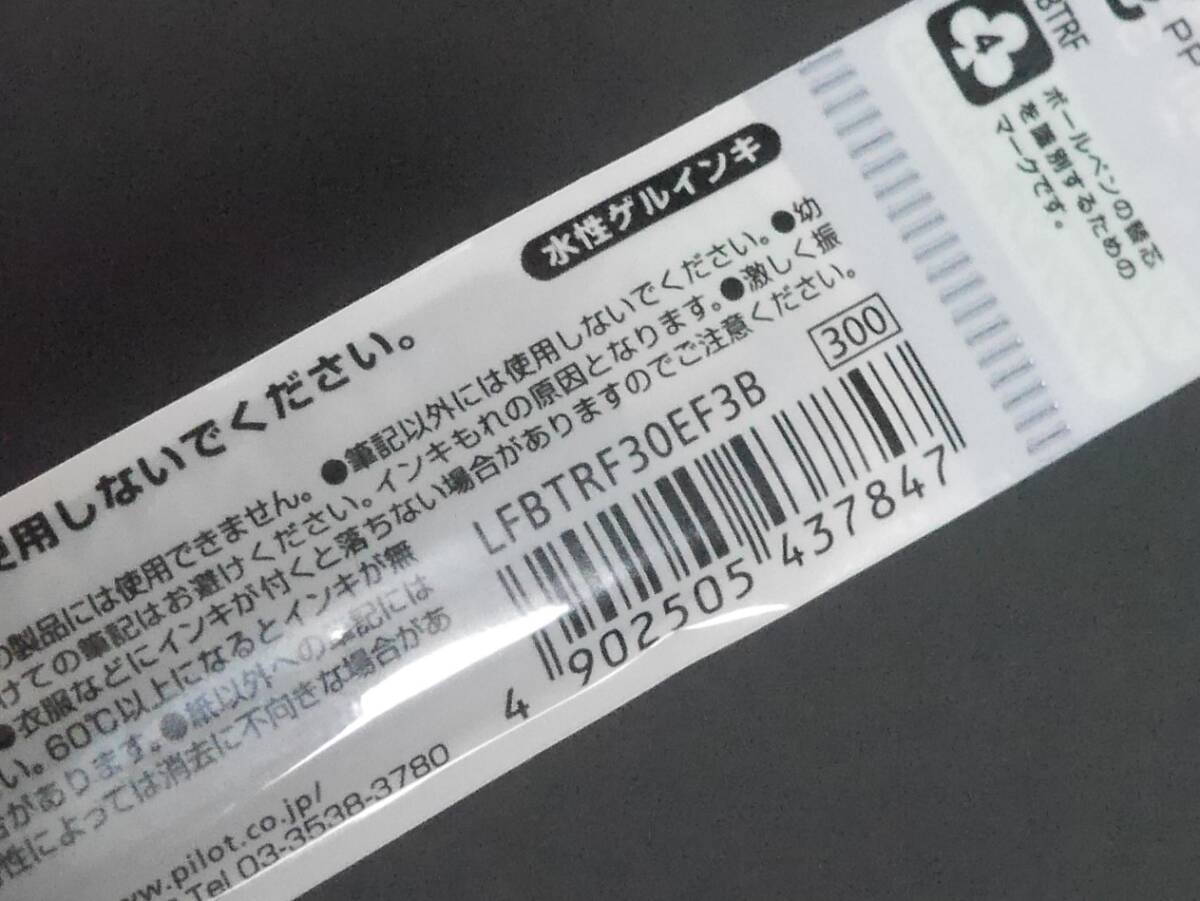 水性ゲルインキ
使用しないでください。
製品には使用できません。●筆記以外には使用しないでください。●幼
けての筆記はお避けください。インキもれの原因となります。●激しく振
●衣服などにインキが付くと落ちない場合がありますのでご注意ください。
い。60℃以上になるとインキが無
があります。●紙以外への筆記には
性によっては消去に不向きな場合があ
www.pilot.co.jp/
Tel 03-3538-3780
LFBTRF30EF3B
300
4 902505 437847
4
BTRF
PP
ボールペンの替芯
を識別するための
マークです。